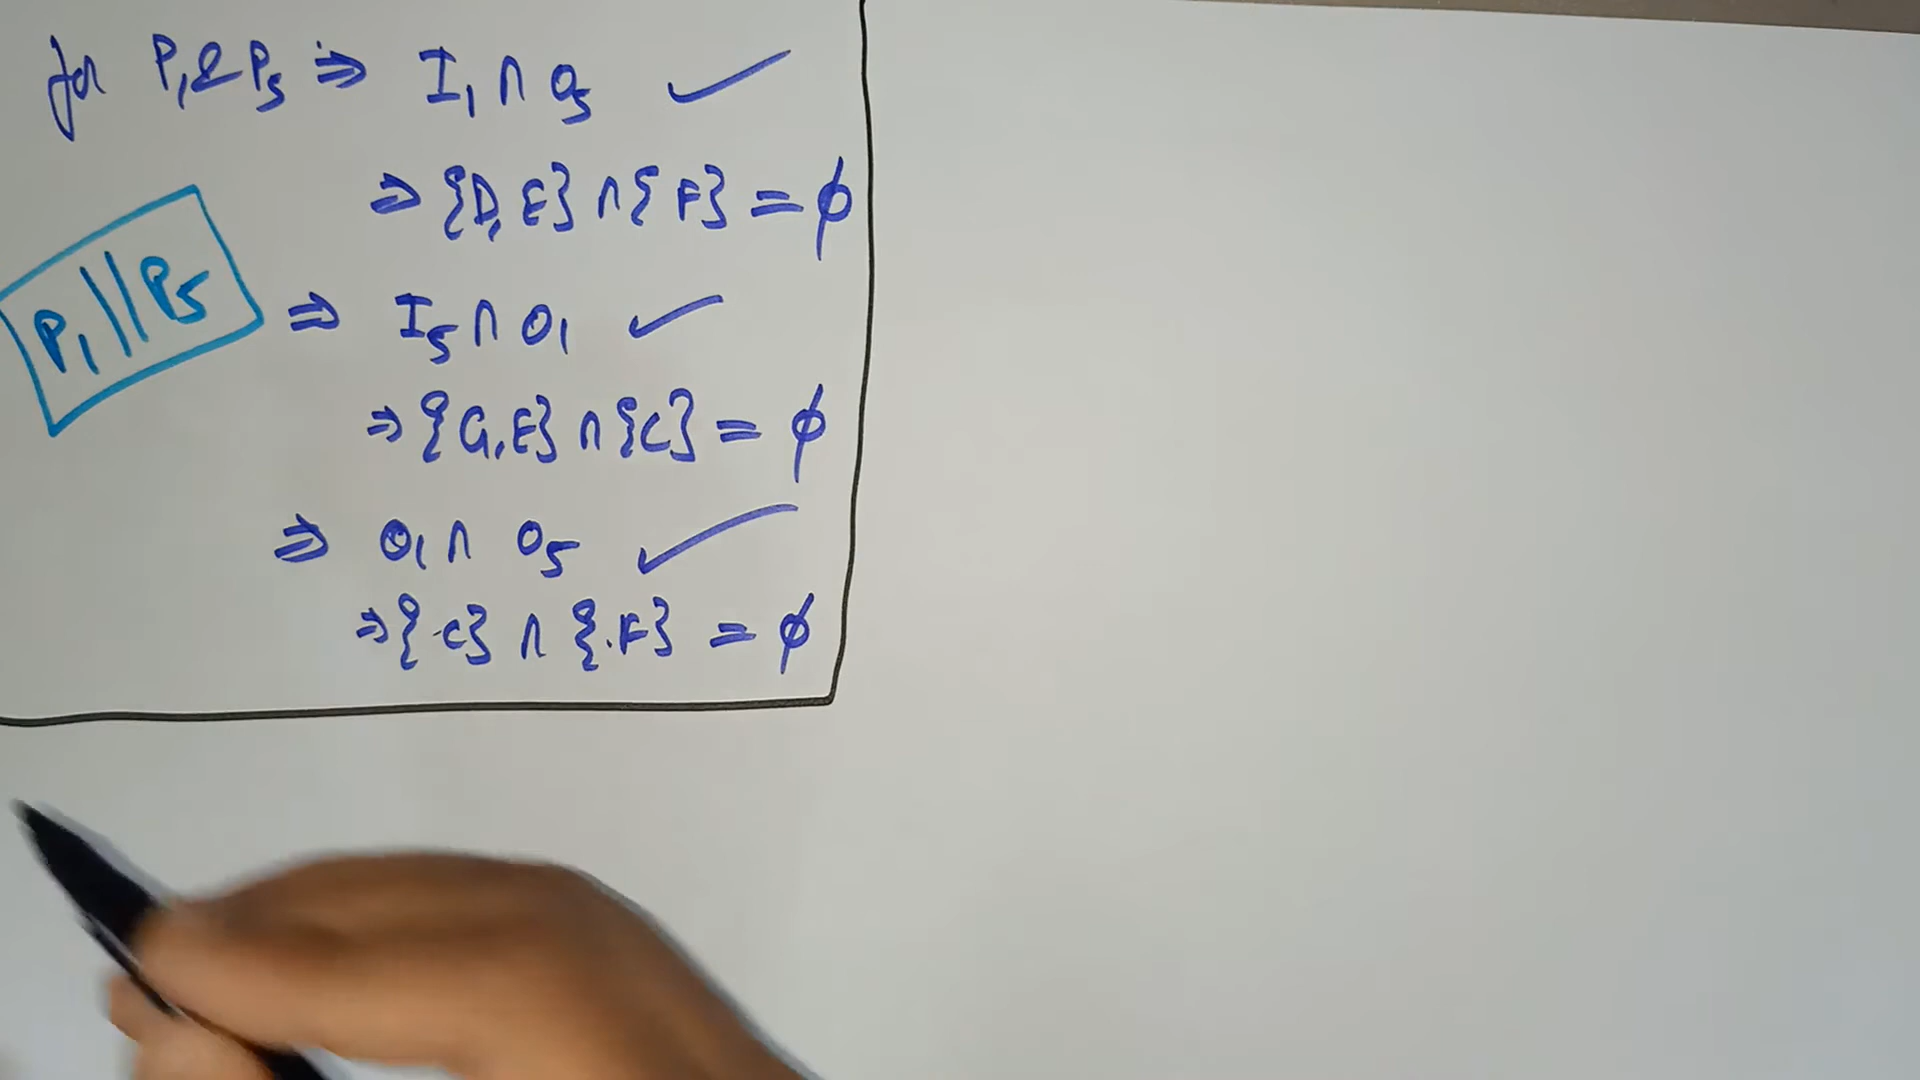 for P₁ & P₅ ⇒ I₁ ∩ O₅ ✓
⇒ {D, E} ∩ {F} = ϕ
P₁ || P₅
⇒ I₅ ∩ O₁ ✓
⇒ {G, E} ∩ {C} = ϕ
⇒ O₁ ∩ O₅ ✓
⇒ {C} ∩ {F} = ϕ